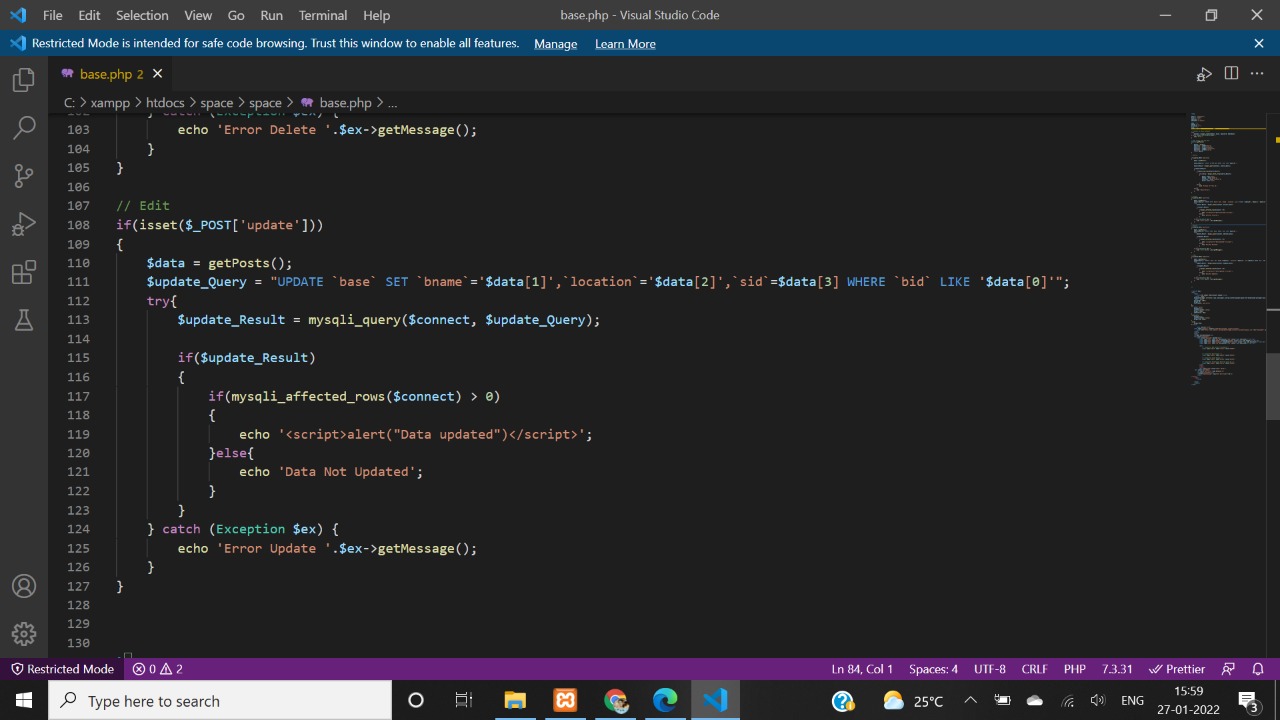 File Edit Selection View Go Run Terminal Help base.php - Visual Studio Code
Restricted Mode is intended for safe code browsing. Trust this window to enable all features. Manage Learn More
base.php 2
C: > xampp > htdocs > space > space > base.php > ...
102 } catch (Exception $ex) {
103 echo 'Error Delete '.$ex->getMessage();
104 }
105 }
106
107 // Edit
108 if(isset($_POST['update']))
109 {
110 $data = getPosts();
111 $update_Query = "UPDATE `base` SET `bname`='$data[1]',`location`='$data[2]',`sid`=$data[3] WHERE `bid` LIKE '$data[0]'";
112 try{
113 $update_Result = mysqli_query($connect, $update_Query);
114
115 if($update_Result)
116 {
117 if(mysqli_affected_rows($connect) > 0)
118 {
119 echo '<script>alert("Data updated")</script>';
120 }else{
121 echo 'Data Not Updated';
122 }
123 }
124 } catch (Exception $ex) {
125 echo 'Error Update '.$ex->getMessage();
126 }
127 }
128
129
130
Restricted Mode 0 2 Ln 84, Col 1 Spaces: 4 UTF-8 CRLF PHP 7.3.31 Prettier
Type here to search 25°C ENG 15:59
27-01-2022 3